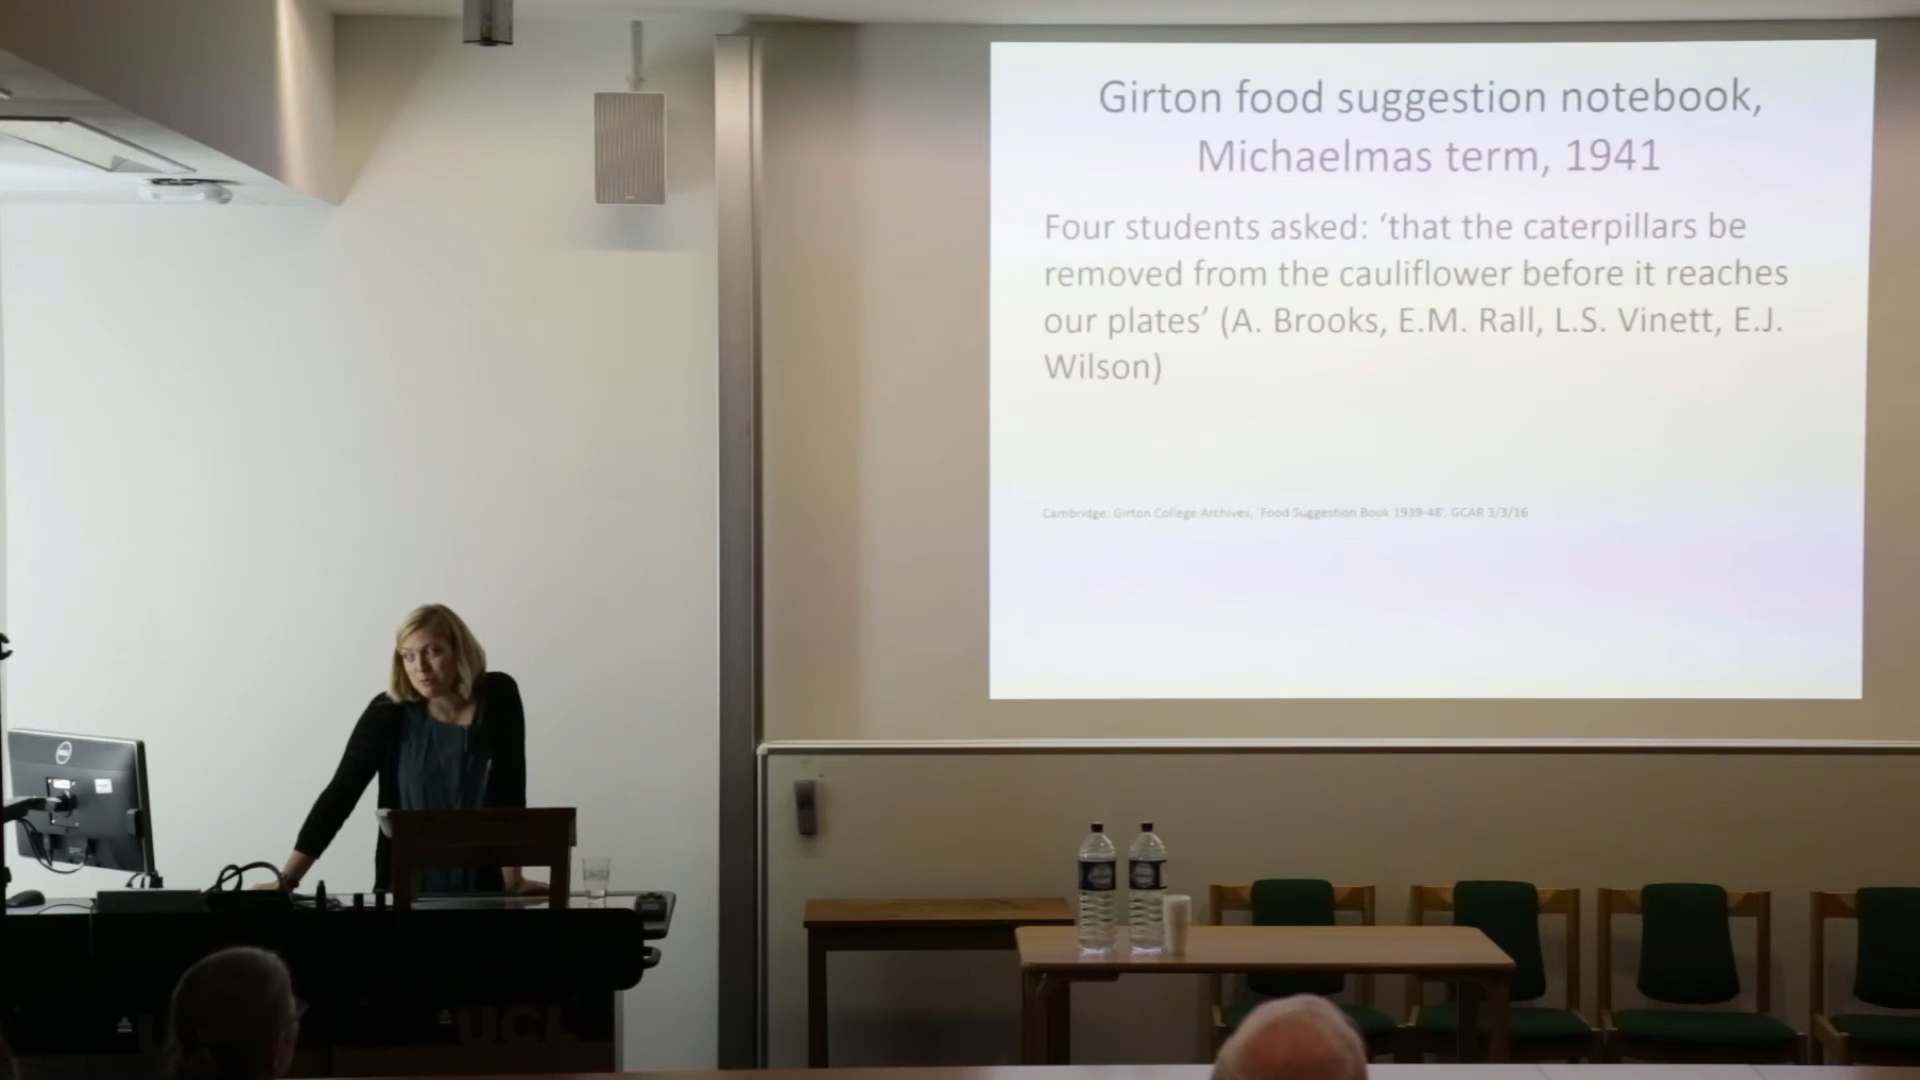 Girton food suggestion notebook,
Michaelmas term, 1941
Four students asked: ‘that the caterpillars be
removed from the cauliflower before it reaches
our plates’ (A. Brooks, E.M. Rall, L.S. Vinett, E.J.
Wilson)
Cambridge: Girton College Archives, ‘Food Suggestion Book 1939-48’, GCAR 3/3/16
DELL
UCL